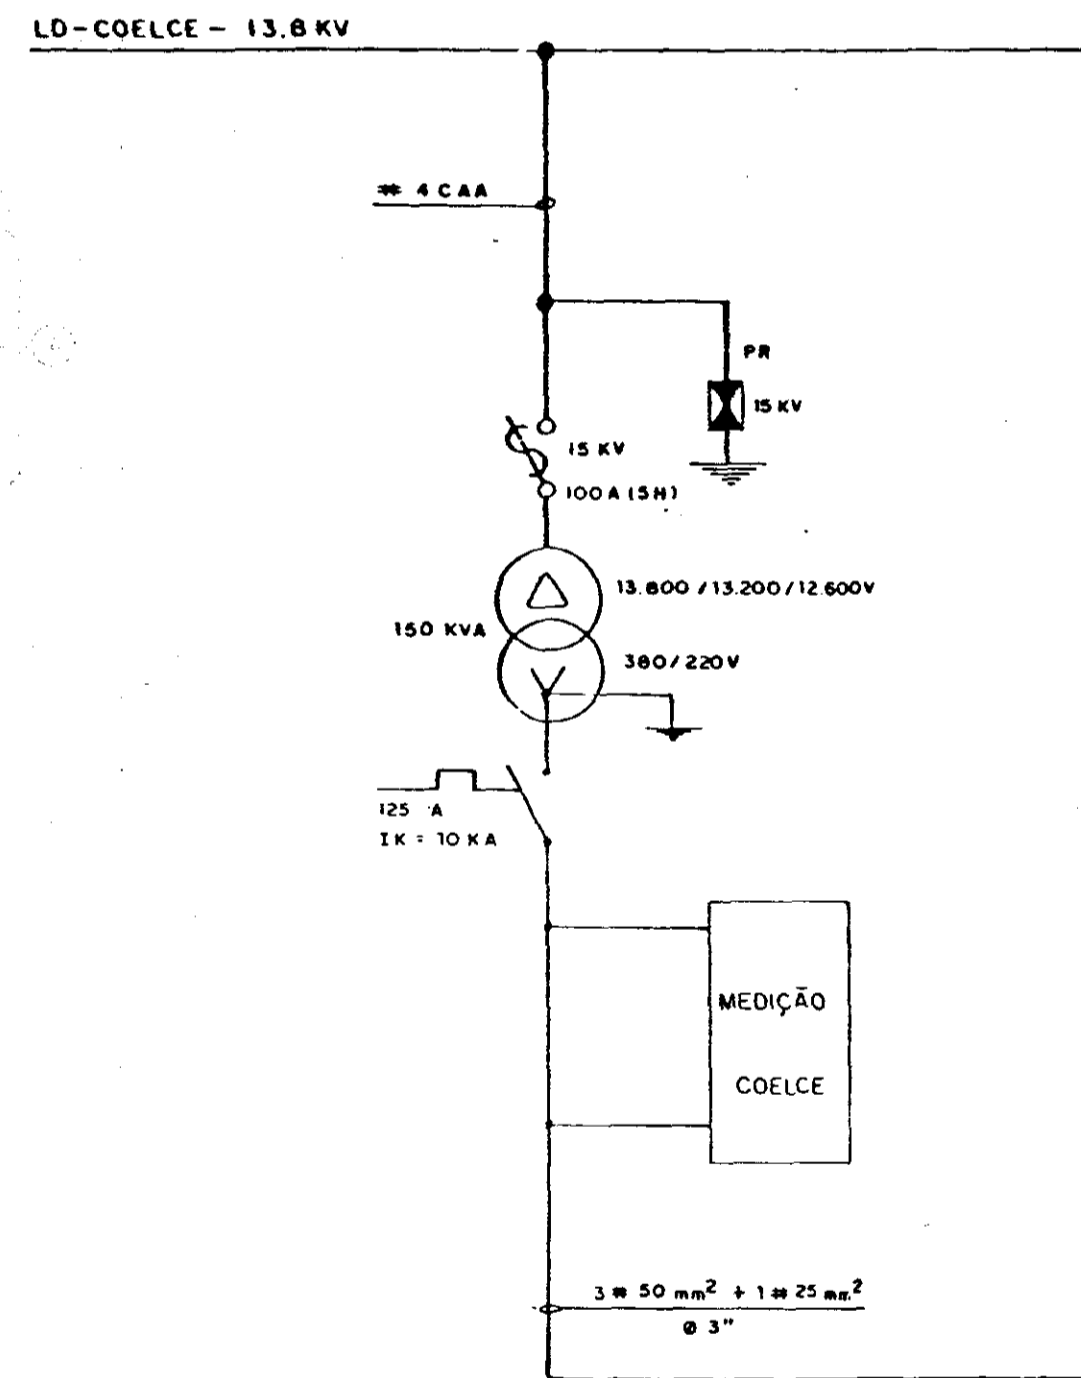 LD-COELCE - 13.8 KV
# 4 CAA
PR
15 KV
15 KV
100 A (5H)
13.800 / 13.200 / 12.600V
150 KVA
380/220V
125 A
IK = 10 KA
MEDIÇÃO
COELCE
3 # 50 mm² + 1 # 25 mm²
Ø 3"